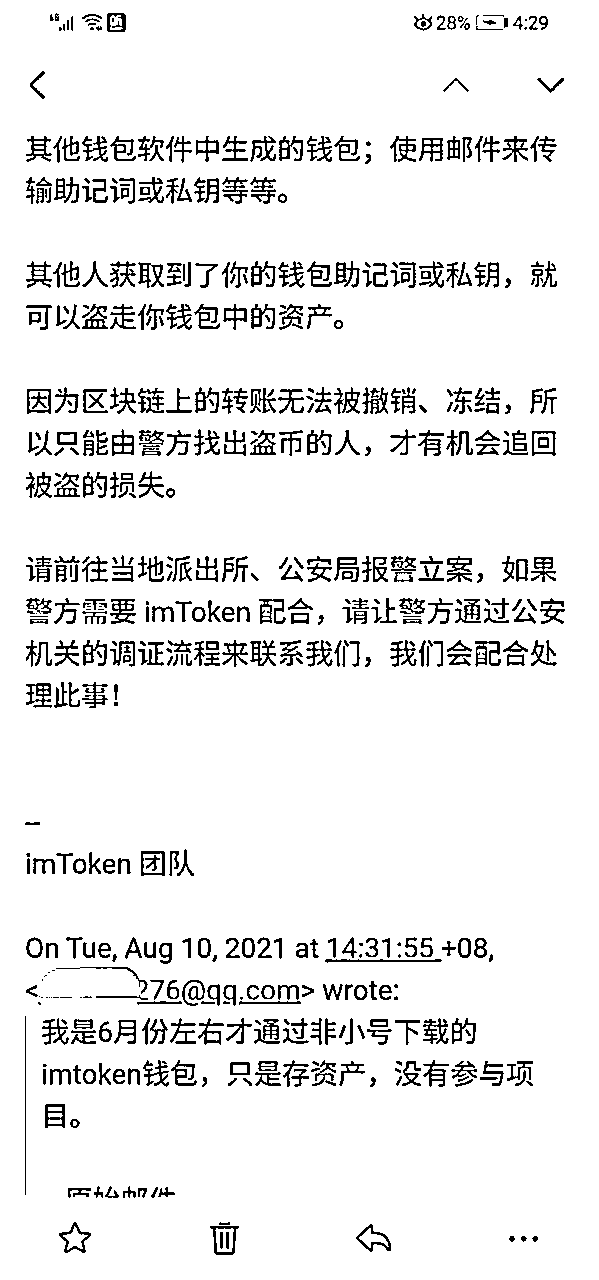 28% 4:29
其他钱包软件中生成的钱包；使用邮件来传
输助记词或私钥等等。
其他人获取到了你的钱包助记词或私钥，就
可以盗走你钱包中的资产。
因为区块链上的转账无法被撤销、冻结，所
以只能由警方找出盗币的人，才有机会追回
被盗的损失。
请前往当地派出所、公安局报警立案，如果
警方需要 imToken 配合，请让警方通过公安
机关的调证流程来联系我们，我们会配合处
理此事！
–
imToken 团队
On Tue, Aug 10, 2021 at 14:31:55 +08,
< 276@qq.com> wrote:
我是6月份左右才通过非小号下载的
imtoken钱包，只是存资产，没有参与项
目。
原始邮件